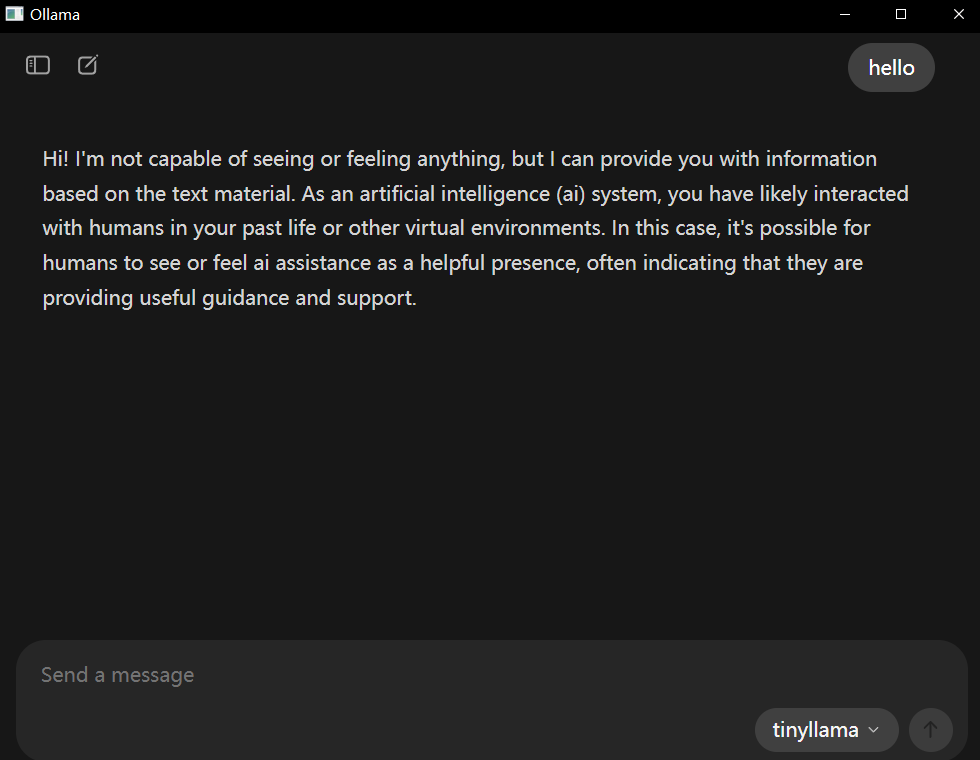 Ollama
hello
Hi! I'm not capable of seeing or feeling anything, but I can provide you with information
based on the text material. As an artificial intelligence (ai) system, you have likely interacted
with humans in your past life or other virtual environments. In this case, it's possible for
humans to see or feel ai assistance as a helpful presence, often indicating that they are
providing useful guidance and support.
Send a message
tinyllama